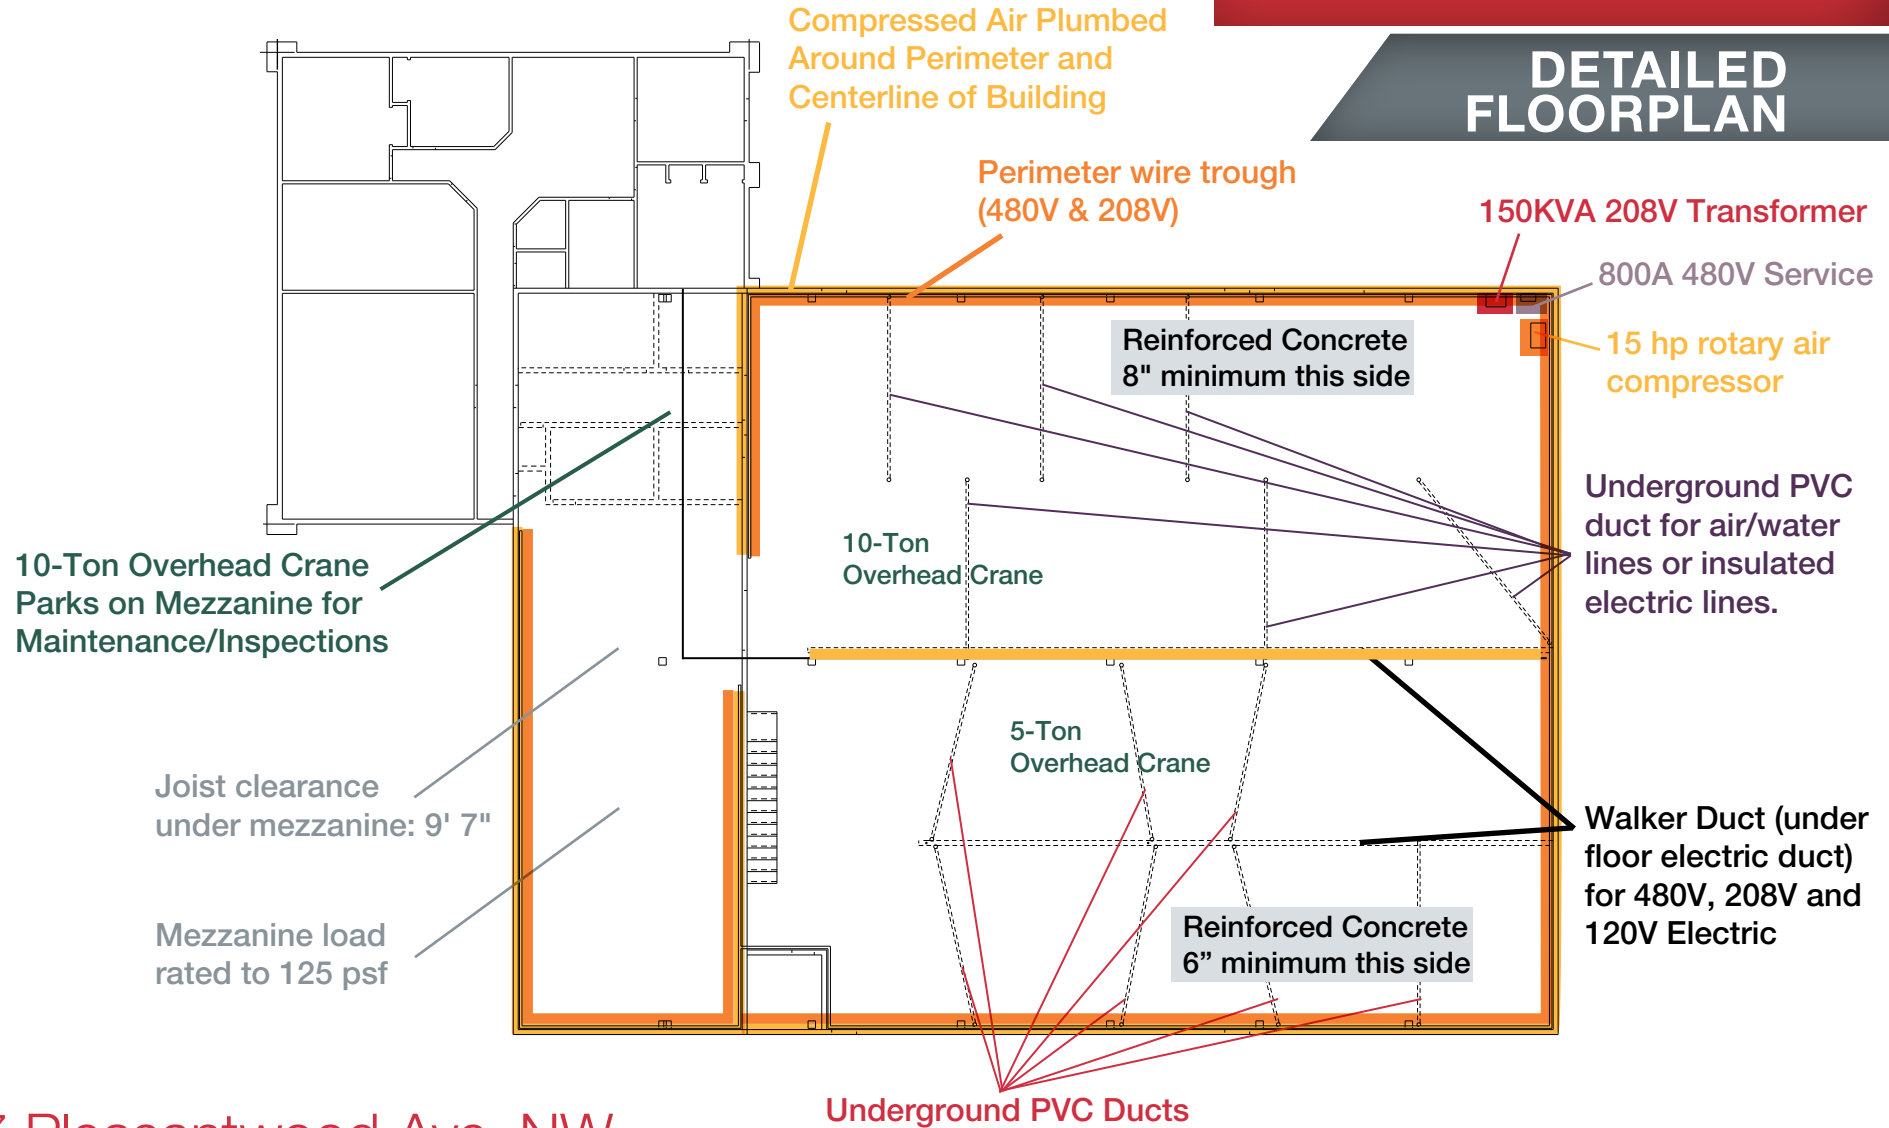 Compressed Air Plumbed
Around Perimeter and
Centerline of Building
DETAILED
FLOORPLAN
Perimeter wire trough
(480V & 208V)
150KVA 208V Transformer
800A 480V Service
15 hp rotary air
compressor
Reinforced Concrete
8" minimum this side
Underground PVC
duct for air/water
lines or insulated
electric lines.
10-Ton
Overhead Crane
10-Ton Overhead Crane
Parks on Mezzanine for
Maintenance/Inspections
5-Ton
Overhead Crane
Joist clearance
under mezzanine: 9' 7"
Walker Duct (under
floor electric duct)
for 480V, 208V and
120V Electric
Mezzanine load
rated to 125 psf
Reinforced Concrete
6” minimum this side
Underground PVC Ducts
Pleasantwood Ave. NW